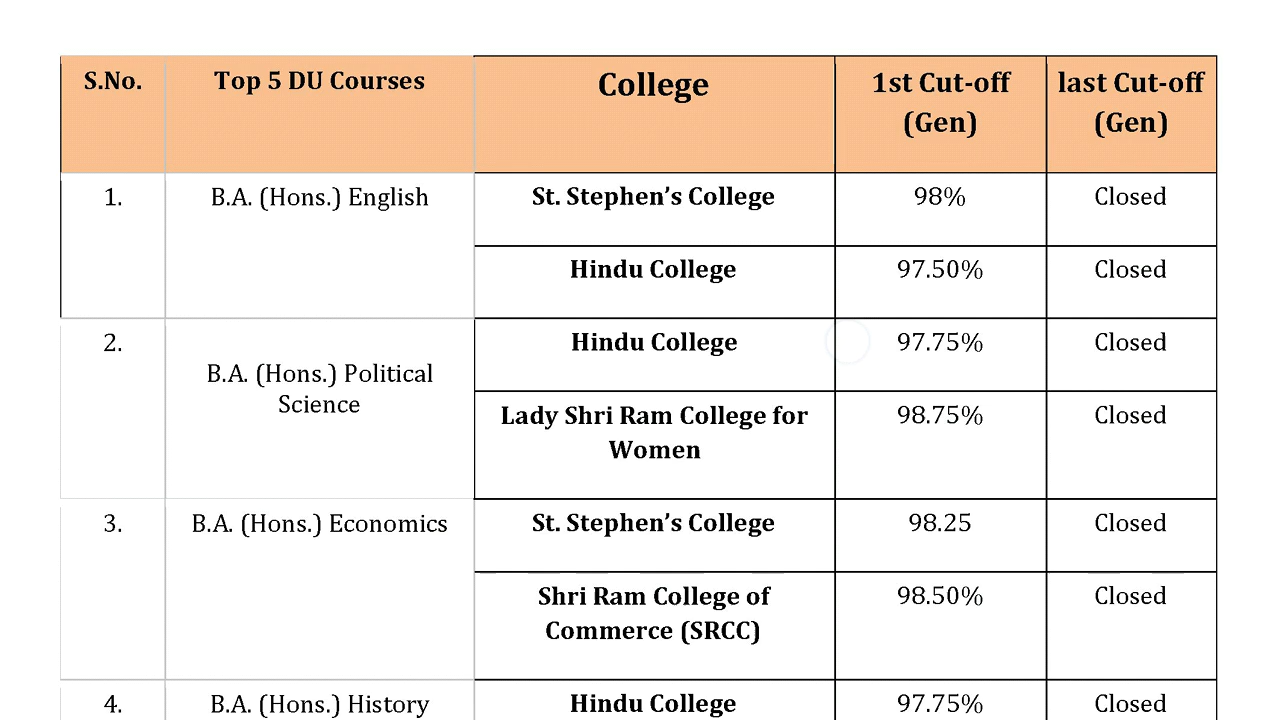 S.No. Top 5 DU Courses College 1st Cut-off (Gen) last Cut-off (Gen)
1. B.A. (Hons.) English St. Stephen’s College 98% Closed
Hindu College 97.50% Closed
2. B.A. (Hons.) Political Science Hindu College 97.75% Closed
Lady Shri Ram College for Women 98.75% Closed
3. B.A. (Hons.) Economics St. Stephen’s College 98.25 Closed
Shri Ram College of Commerce (SRCC) 98.50% Closed
4. B.A. (Hons.) History Hindu College 97.75% Closed